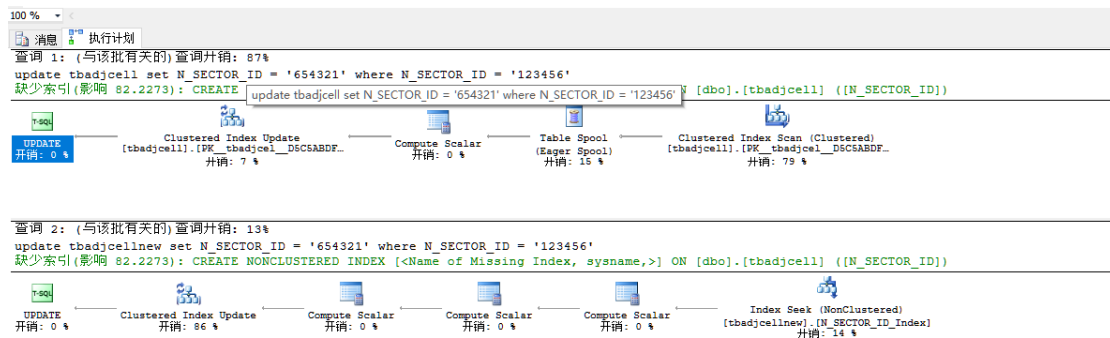 100 %
消息 执行计划
查询 1: (与该批有关的)查询开销: 87%
update tbadjcell set N_SECTOR_ID = '654321' where N_SECTOR_ID = '123456'
缺少索引(影响 82.2273): CREATE N [dbo].[tbadjcell] ([N_SECTOR_ID])
update tbadjcell set N_SECTOR_ID = '654321' where N_SECTOR_ID = '123456'
T-SQL
UPDATE
开销: 0 %
Clustered Index Update
[tbadjcell].[PK__tbadjcel__D5C5ABDF…
开销: 7 %
Compute Scalar
开销: 0 %
Table Spool
(Eager Spool)
开销: 15 %
Clustered Index Scan (Clustered)
[tbadjcell].[PK__tbadjcel__D5C5ABDF…
开销: 79 %
查询 2: (与该批有关的)查询开销: 13%
update tbadjcellnew set N_SECTOR_ID = '654321' where N_SECTOR_ID = '123456'
缺少索引(影响 82.2273): CREATE NONCLUSTERED INDEX [<Name of Missing Index, sysname,>] ON [dbo].[tbadjcell] ([N_SECTOR_ID])
T-SQL
UPDATE
开销: 0 %
Clustered Index Update
开销: 86 %
Compute Scalar
开销: 0 %
Compute Scalar
开销: 0 %
Compute Scalar
开销: 0 %
Index Seek (NonClustered)
[tbadjcellnew].[N_SECTOR_ID_Index]
开销: 14 %